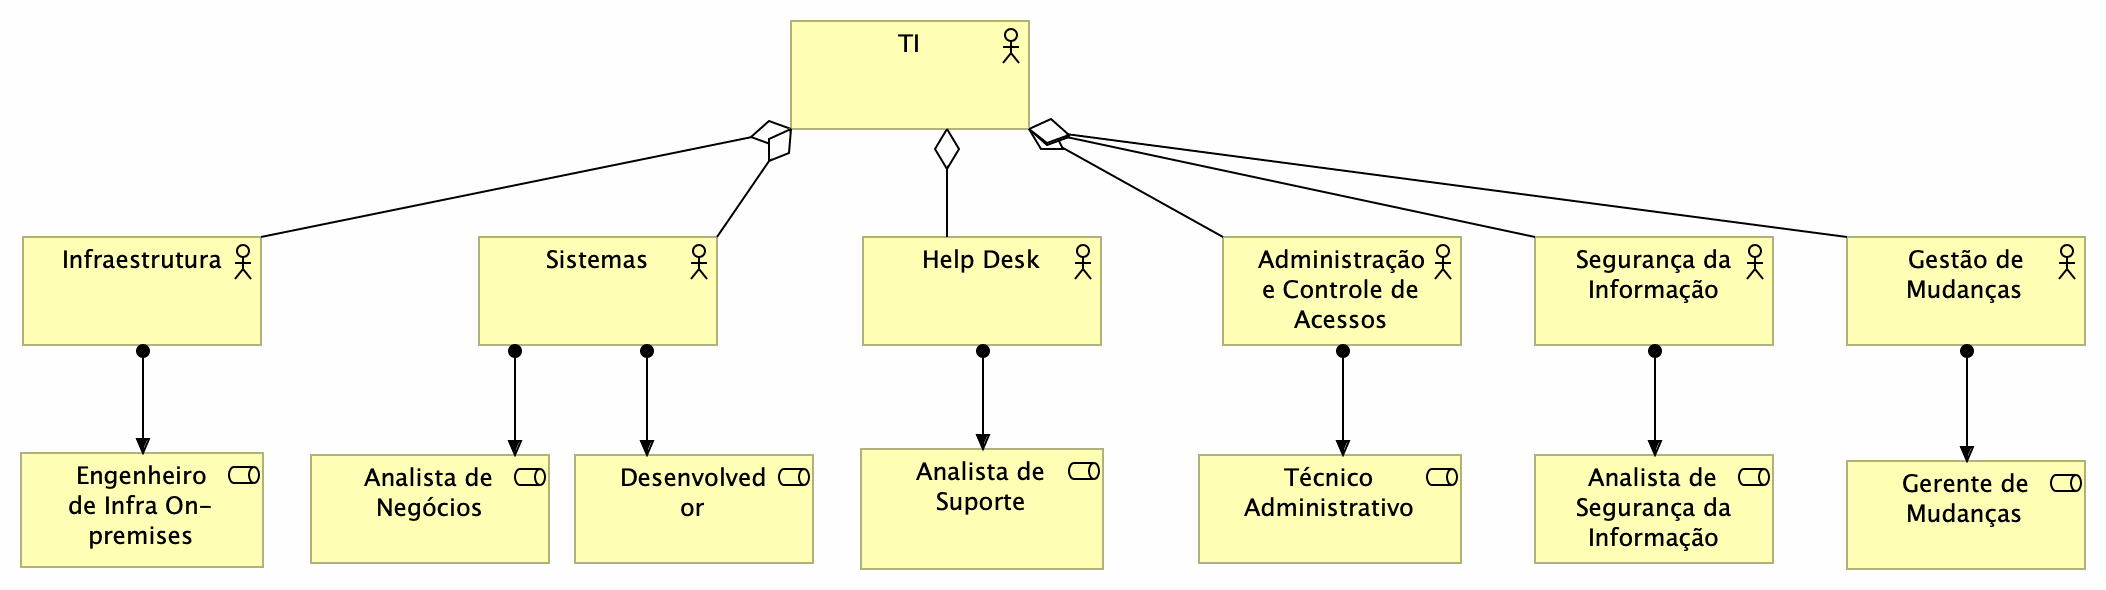 TI
Infraestrutura
Sistemas
Help Desk
Administração
e Controle de
Acessos
Segurança da
Informação
Gestão de
Mudanças
Engenheiro
de Infra On-
premises
Analista de
Negócios
Desenvolved
or
Analista de
Suporte
Técnico
Administrativo
Analista de
Segurança da
Informação
Gerente de
Mudanças